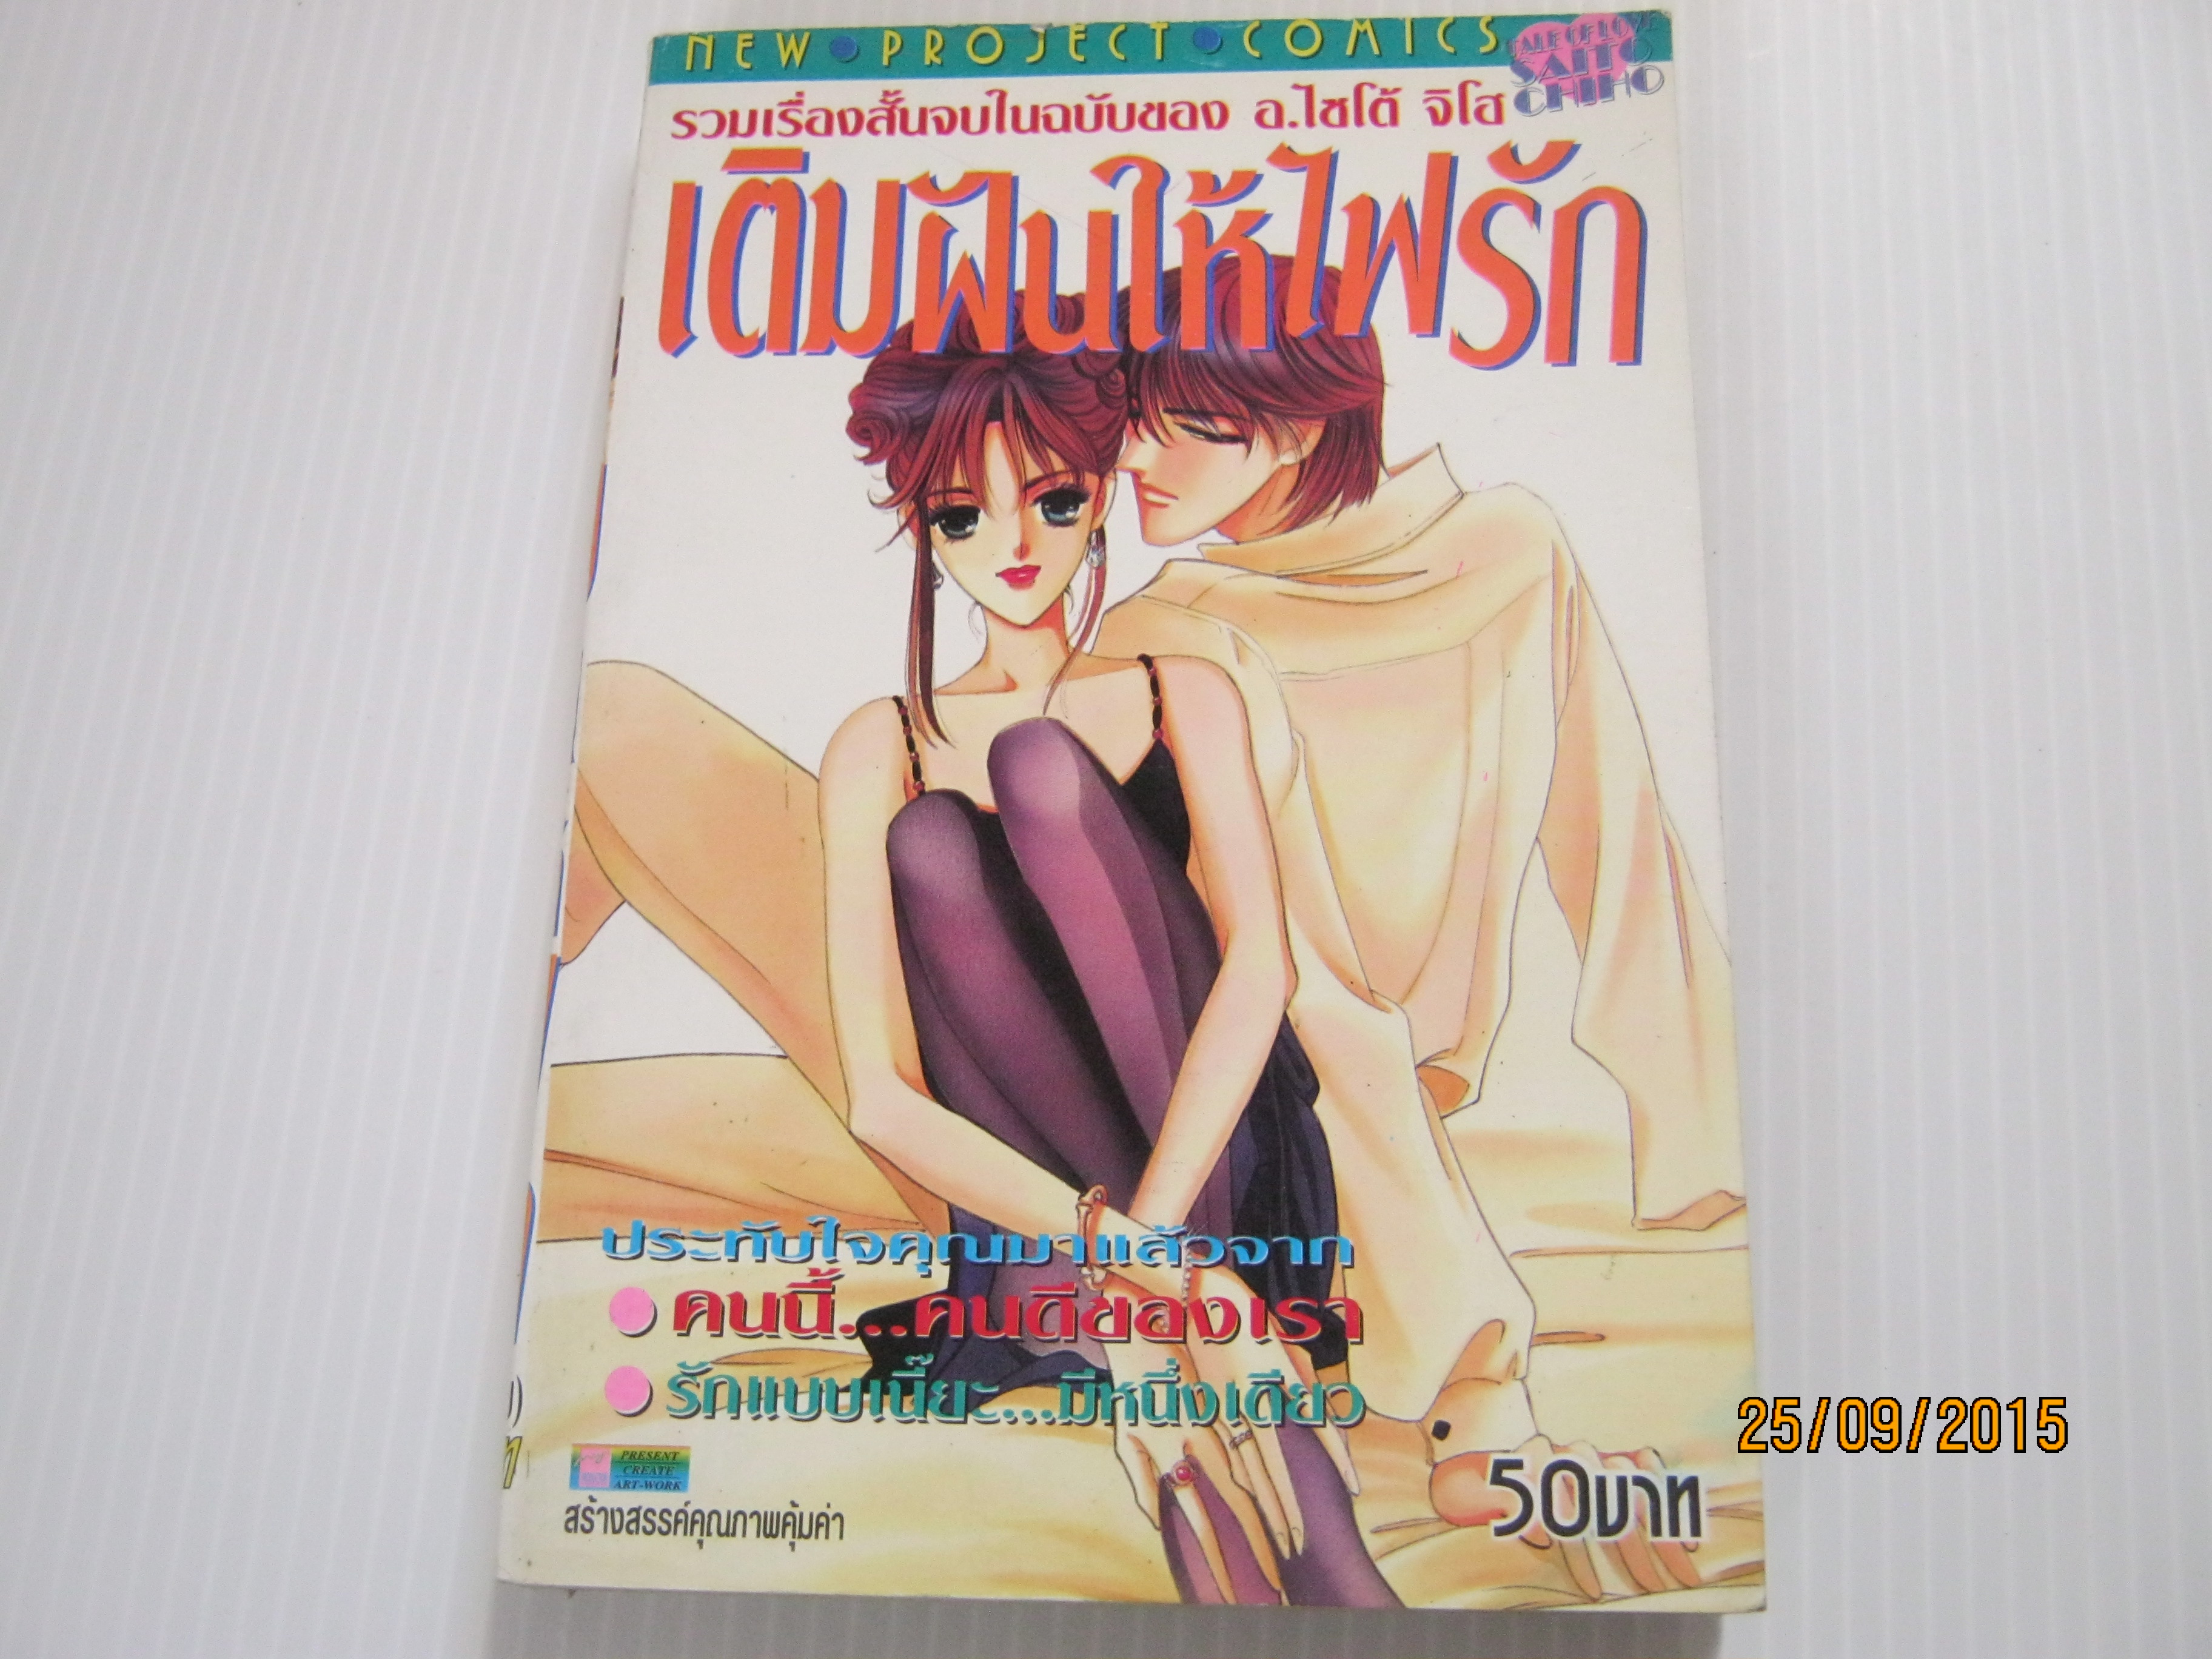 NEW • PROJECT • COMICS
TALE OF LOVE
SAITO
CHIHO
รวมเรื่องสั้นจบในฉบับของ อ.ไซโต้ จิโฮ
เติมฝันให้ไฟรัก
ประทับใจคุณมาแล้วจาก
คนนี้...คนดีของเรา
รักแบบเนี๊ยะ...มีหนึ่งเดียว
PRESENT
CREATE
ART-WORK
สร้างสรรค์คุณภาพคุ้มค่า
50บาท
25/09/2015